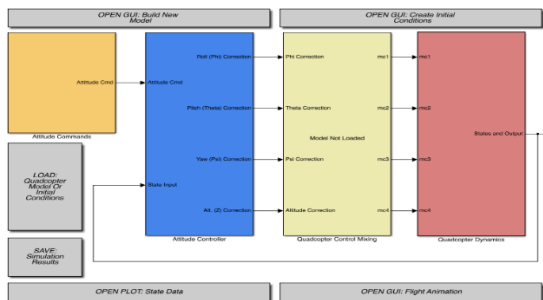 OPEN GUI: Build New
Model
OPEN GUI: Create Initial
Conditions
Attitude Cmd
Attitude Commands
Attitude Cmd
State Input
Roll (Phi) Correction
Pitch (Theta) Correction
Yaw (Psi) Correction
Alt. (Z) Correction
Attitude Controller
Phi Correction
Theta Correction
Model Not Loaded
Psi Correction
Altitude Correction
mc1
mc2
mc3
mc4
Quadcopter Control Mixing
mc1
mc2
mc3
mc4
States and Output
Quadcopter Dynamics
LOAD:
Quadcopter
Model Or
Initial
Conditions
SAVE:
Simulation
Results
OPEN PLOT: State Data
OPEN GUI: Flight Animation